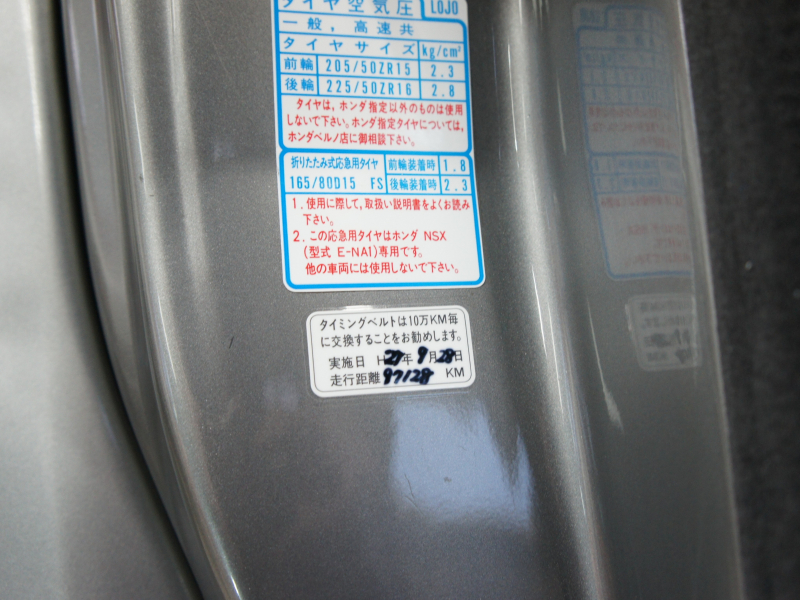 タイヤ空気圧 LOJO
一般，高速共
タイヤサイズ kg/cm²
前輪 205/50ZR15 2.3
後輪 225/50ZR16 2.8
タイヤは，ホンダ指定以外のものは使用
しないで下さい。ホンダ指定タイヤについては，
ホンダベルノ店に御相談下さい。
折りたたみ式応急用タイヤ 前輪装着時 1.8
165/80D15 FS 後輪装着時 2.3
1. 使用に際して，取扱い説明書をよくお読み
下さい。
2. この応急用タイヤはホンダ NSX
(型式 E-NA1)専用です。
他の車両には使用しないで下さい。
タイミングベルトは10万KM毎
に交換することをお勧めします。
実施日 H27年 9月28日
走行距離 97128 KM